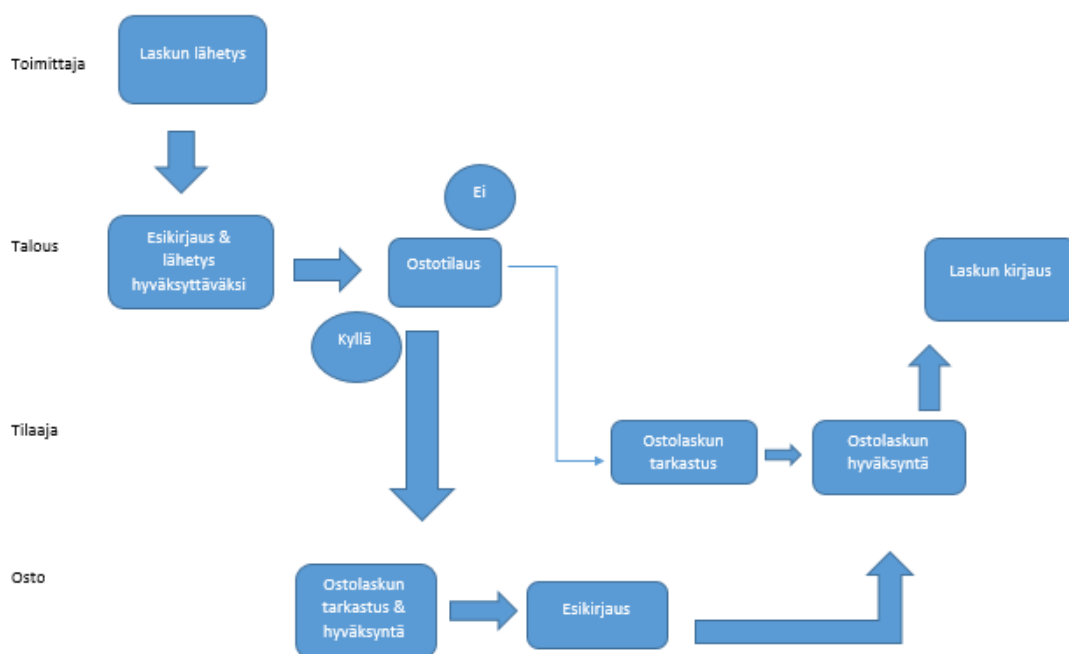 Toimittaja
Laskun lähetys
Ei
Talous
Esikirjaus &
lähetys
hyväksyttäväksi
Ostotilaus
Laskun kirjaus
Kyllä
Tilaaja
Ostolaskun
tarkastus
Ostolaskun
hyväksyntä
Osto
Ostolaskun
tarkastus &
hyväksyntä
Esikirjaus